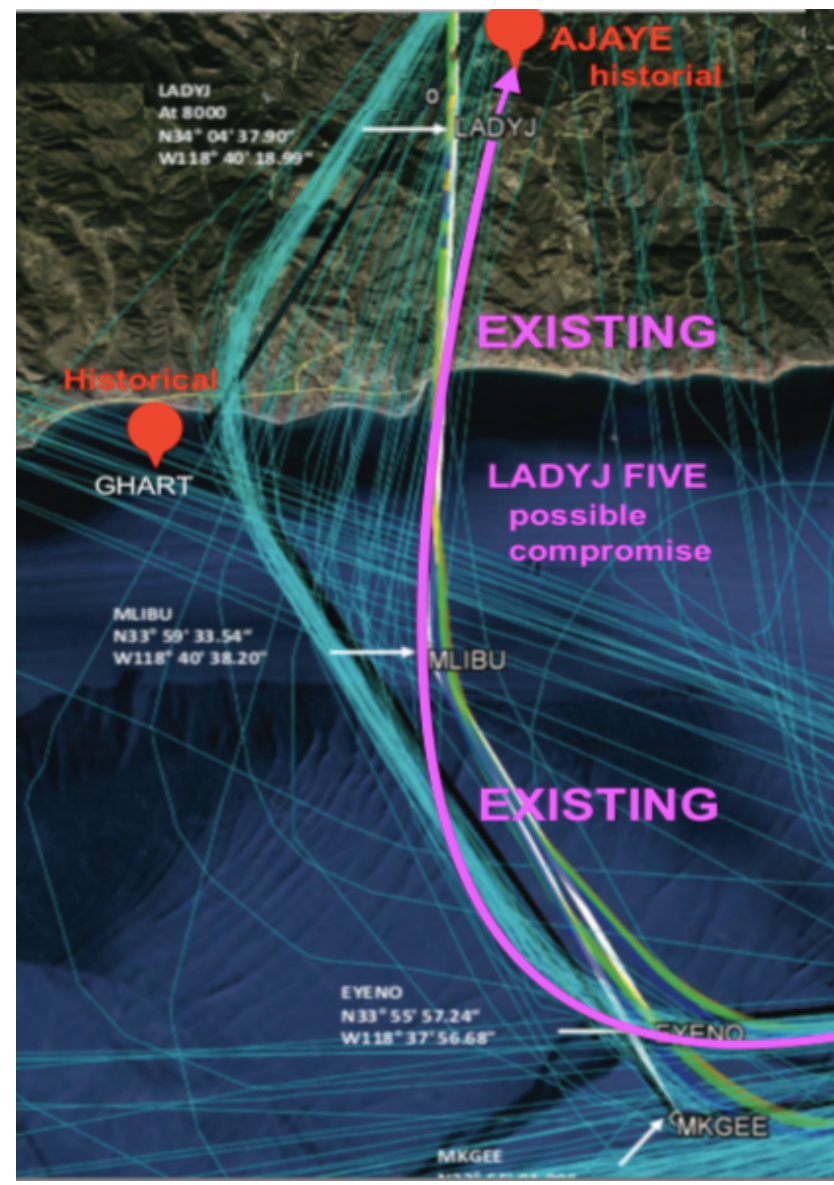 AJAYE
historial
LADYJ
At 8000
N34° 04' 37.90"
W118° 40' 18.99"
LADYJ
EXISTING
Historical
GHART
LADYJ FIVE
possible
compromise
MLIBU
N33° 59' 33.54"
W118° 40' 38.20"
MLIBU
EXISTING
EYENO
N33° 55' 57.24"
W118° 37' 56.68"
EYENO
MKGEE
MKGEE